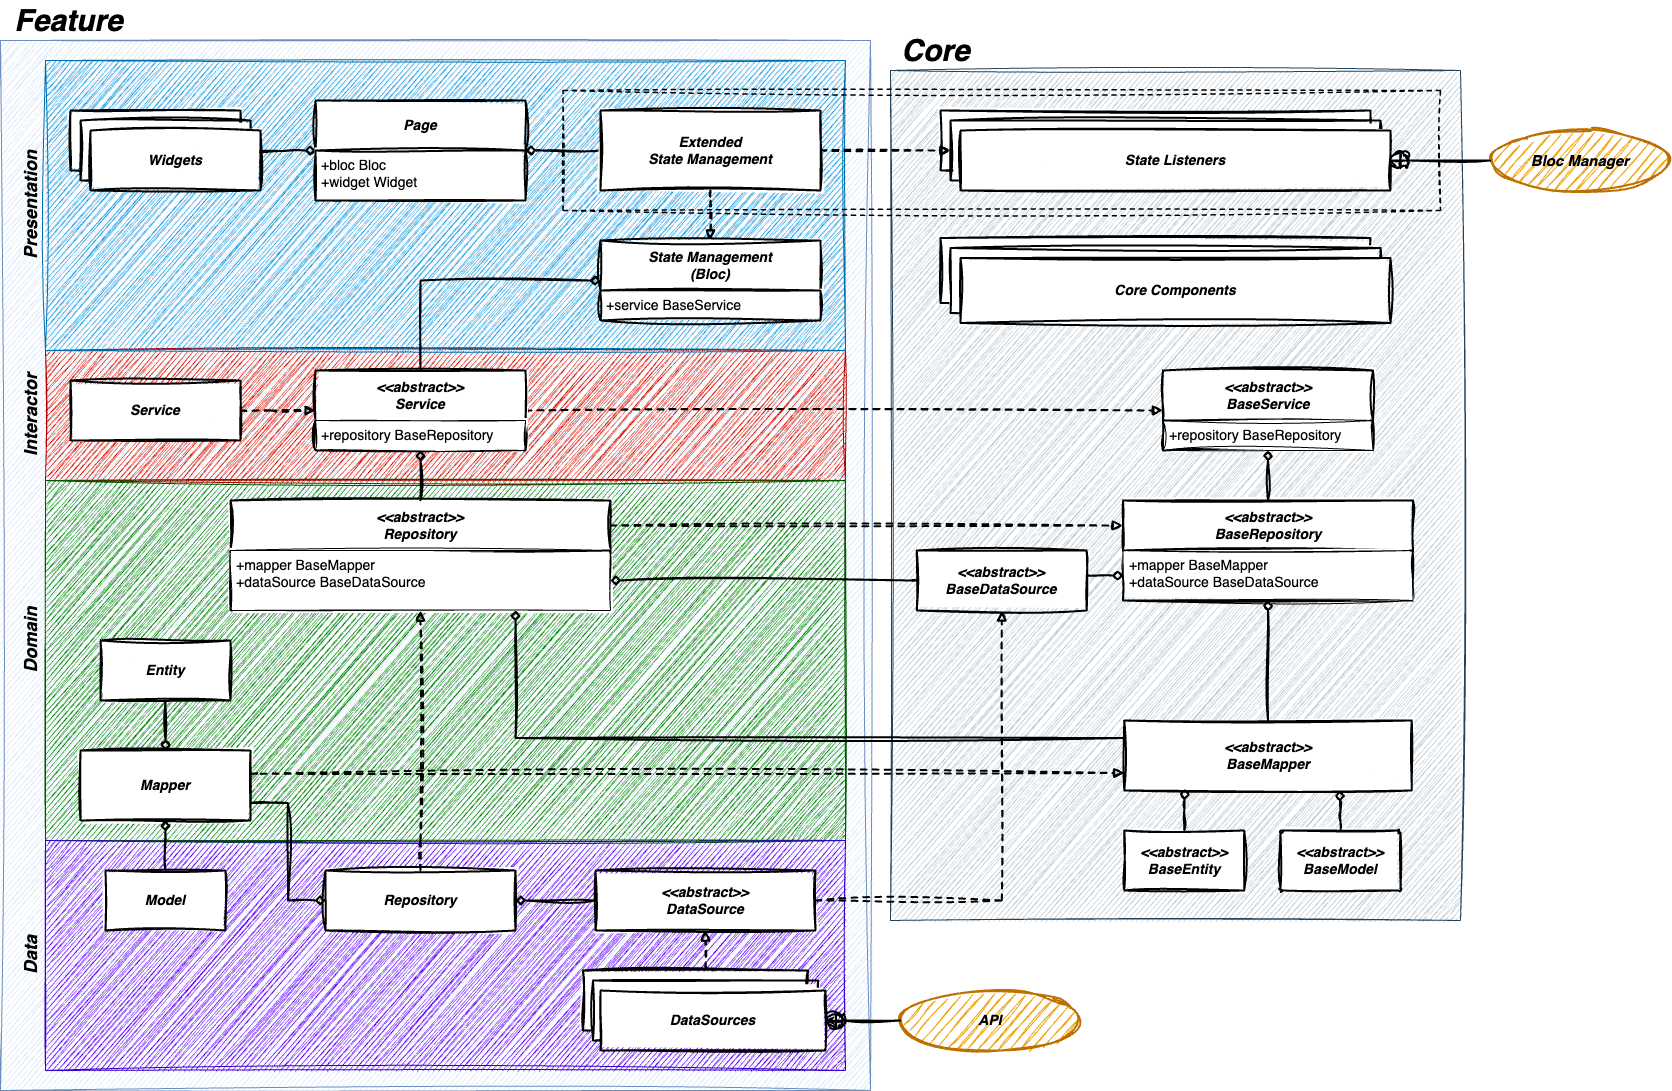 Feature
Core
Presentation
Widgets
Page
+bloc Bloc
+widget Widget
Extended
State Management
State Listeners
Bloc Manager
State Management
(Bloc)
+service BaseService
Core Components
Interactor
Service
<<abstract>>
Service
+repository BaseRepository
<<abstract>>
BaseService
+repository BaseRepository
Domain
<<abstract>>
Repository
+mapper BaseMapper
+dataSource BaseDataSource
<<abstract>>
BaseDataSource
<<abstract>>
BaseRepository
+mapper BaseMapper
+dataSource BaseDataSource
Entity
Mapper
<<abstract>>
BaseMapper
<<abstract>>
BaseEntity
<<abstract>>
BaseModel
Data
Model
Repository
<<abstract>>
DataSource
DataSources
API